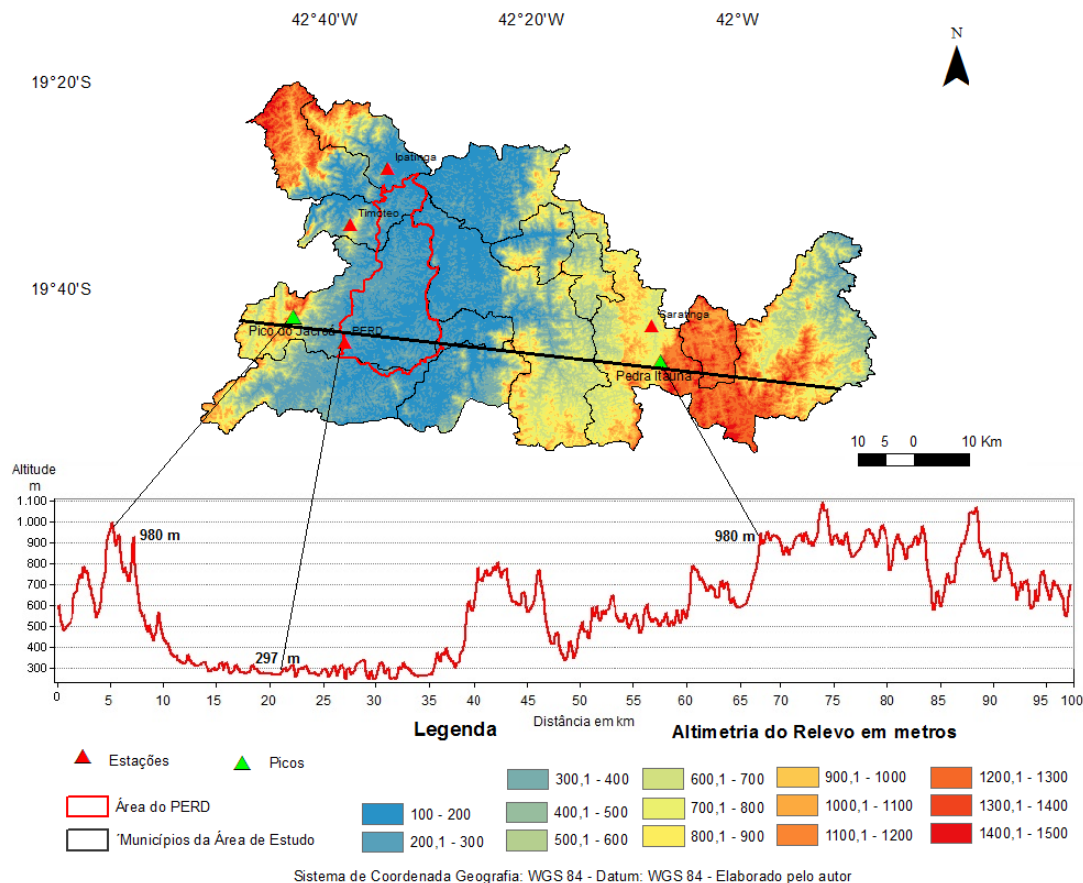 42°40'W 42°20'W 42°W
N
19°20'S
Ipatinga
Timoteo
19°40'S
Saratinga
Pico do Jacroá PERD
Pedra Itaúna
10 5 0 10 Km
Altitude
m
1.100
1.000
900 980 m 980 m
800
700
600
500
400
300 297 m
0 5 10 15 20 25 30 35 40 45 50 55 60 65 70 75 80 85 90 95 100
Distância em km
Legenda Altimetria do Relevo em metros
Estações Picos
300,1 - 400 600,1 - 700 900,1 - 1000 1200,1 - 1300
Área do PERD 100 - 200 400,1 - 500 700,1 - 800 1000,1 - 1100 1300,1 - 1400
´Municípios da Área de Estudo 200,1 - 300 500,1 - 600 800,1 - 900 1100,1 - 1200 1400,1 - 1500
Sistema de Coordenada Geografia: WGS 84 - Datum: WGS 84 - Elaborado pelo autor